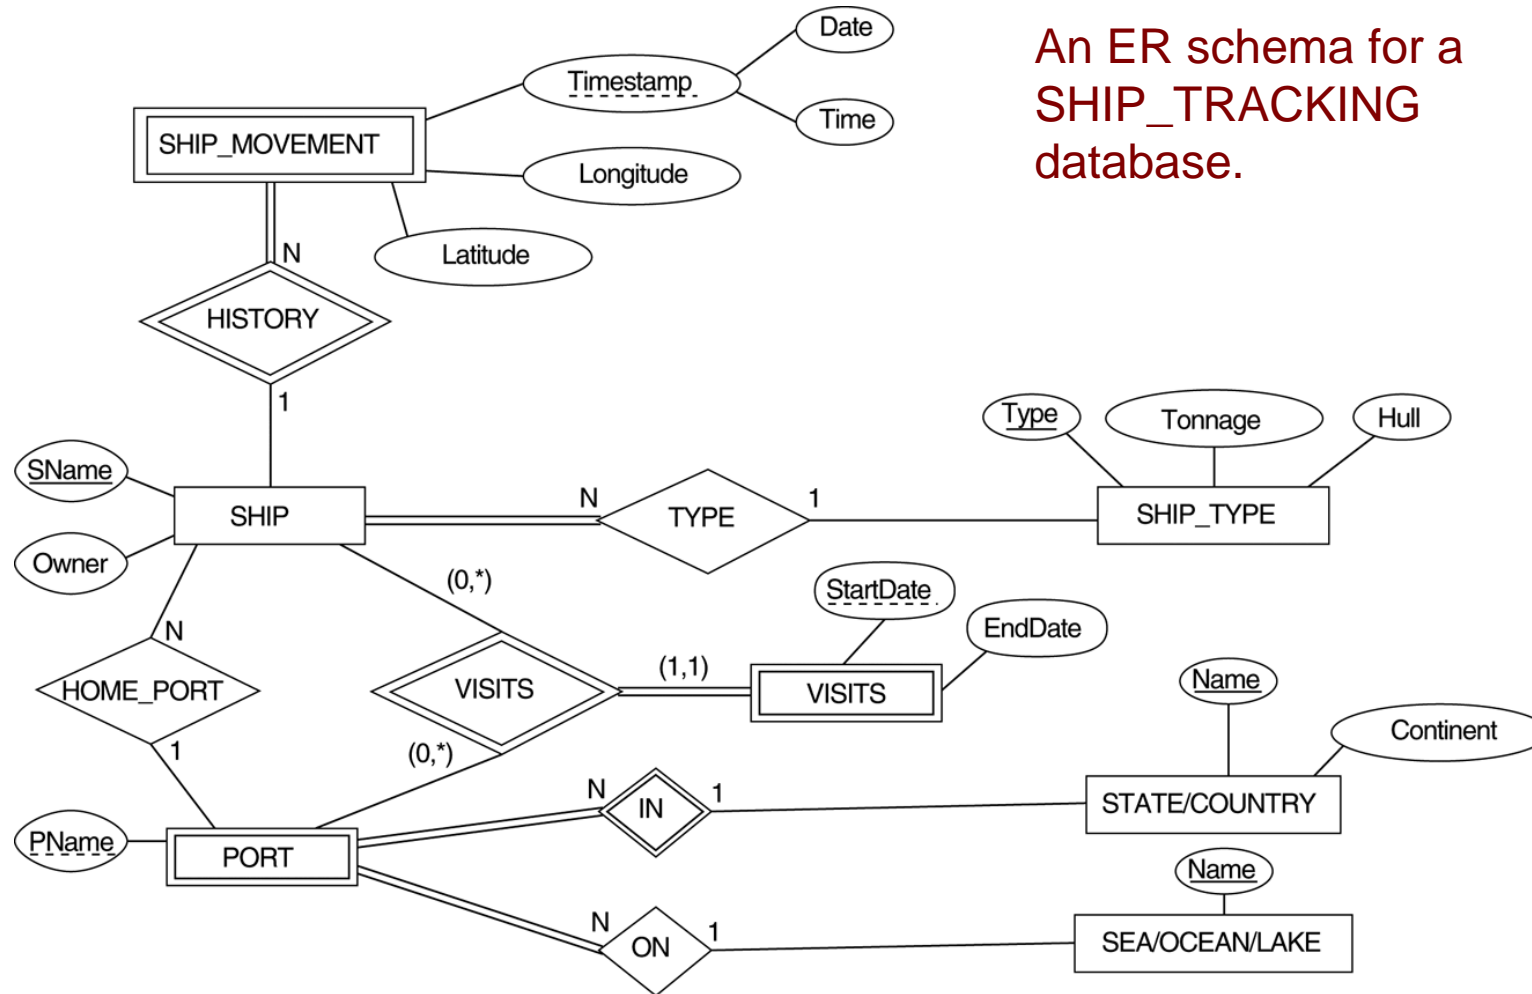 An ER schema for a
SHIP_TRACKING
database.
Date
Timestamp
Time
SHIP_MOVEMENT
Longitude
Latitude
N
HISTORY
1
SName
Owner
SHIP
N
TYPE
1
Type
Tonnage
Hull
SHIP_TYPE
(0,*)
StartDate
EndDate
N
HOME_PORT
1
VISITS
(1,1)
VISITS
(0,*)
Name
Continent
N
IN
1
STATE/COUNTRY
PName
PORT
Name
N
ON
1
SEA/OCEAN/LAKE